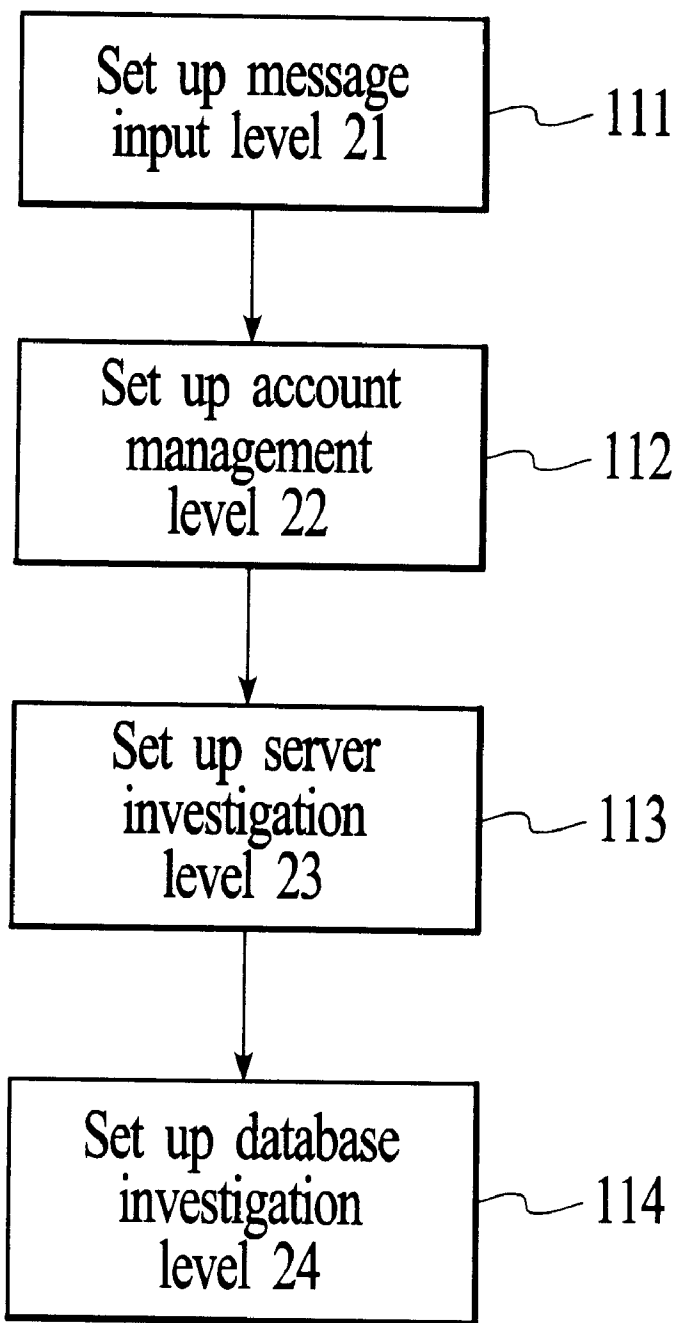 Set up message
input level 21
111
Set up account
management
level 22
112
Set up server
investigation
level 23
113
Set up database
investigation
level 24
114